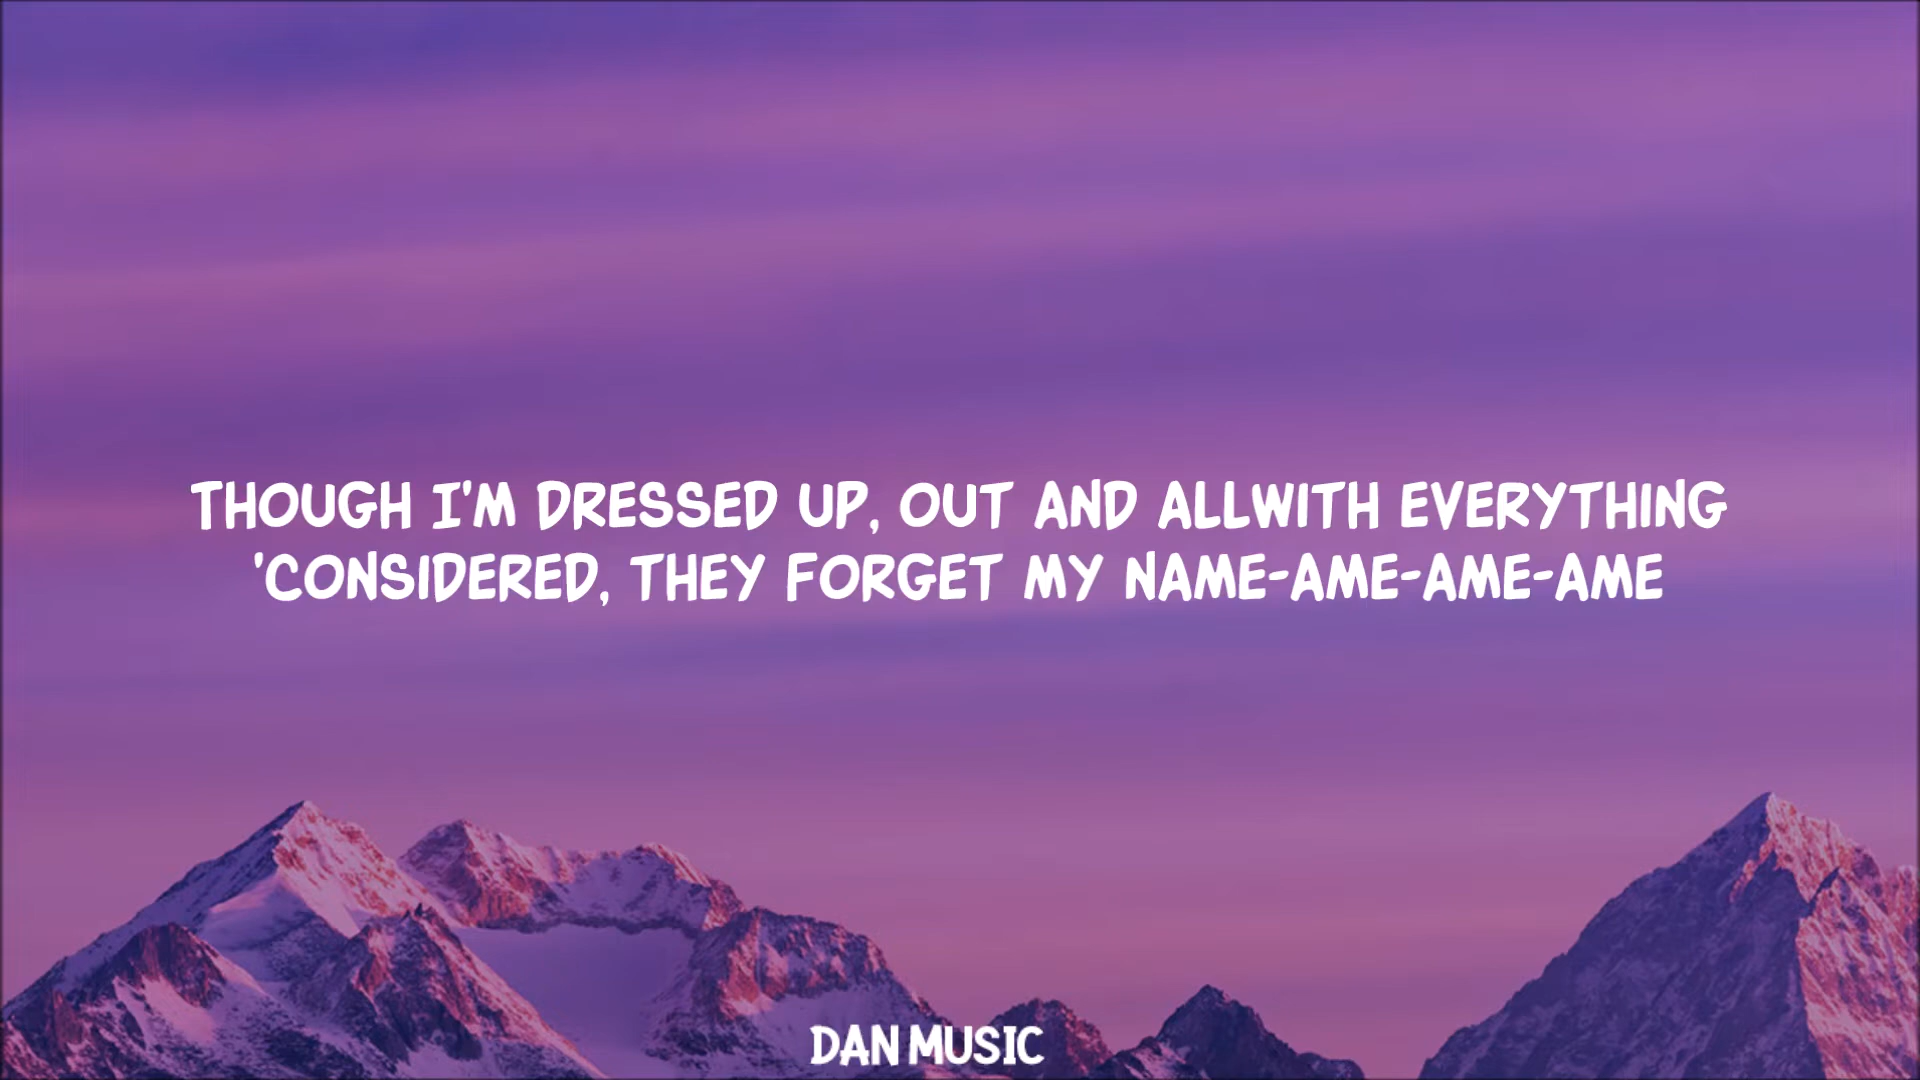 THOUGH I'M DRESSED UP, OUT AND ALLWITH EVERYTHING
'CONSIDERED, THEY FORGET MY NAME-AME-AME-AME
DAN MUSIC